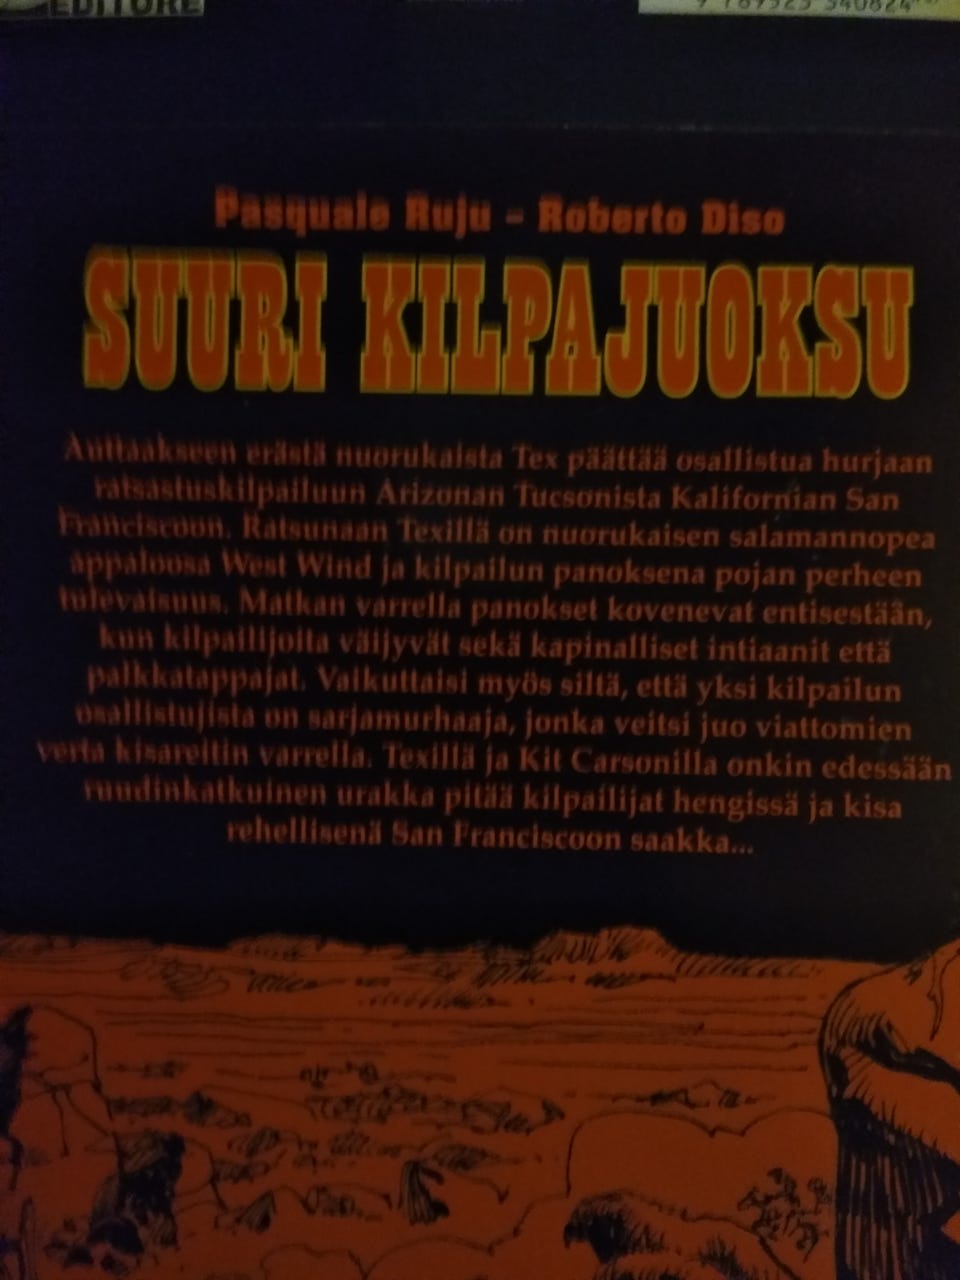 EDITORE
9 789525 340824
Pasquale Ruju – Roberto Diso
SUURI KILPAJUOKSU
Auttaakseen erästä nuorukaista Tex päättää osallistua hurjaan
ratsastuskilpailuun Arizonan Tucsonista Kalifornian San
Franciscoon. Ratsunaan Texillä on nuorukaisen salamannopea
appaloosa West Wind ja kilpailun panoksena pojan perheen
tulevaisuus. Matkan varrella panokset kovenevat entisestään,
kun kilpailijoita väijyvät sekä kapinalliset intiaanit että
palkkatappajat. Vaikuttaisi myös siltä, että yksi kilpailun
osallistujista on sarjamurhaaja, jonka veitsi juo viattomien
verta kisareitin varrella. Texillä ja Kit Carsonilla onkin edessään
ruudinkatkuinen urakka pitää kilpailijat hengissä ja kisa
rehellisenä San Franciscoon saakka...